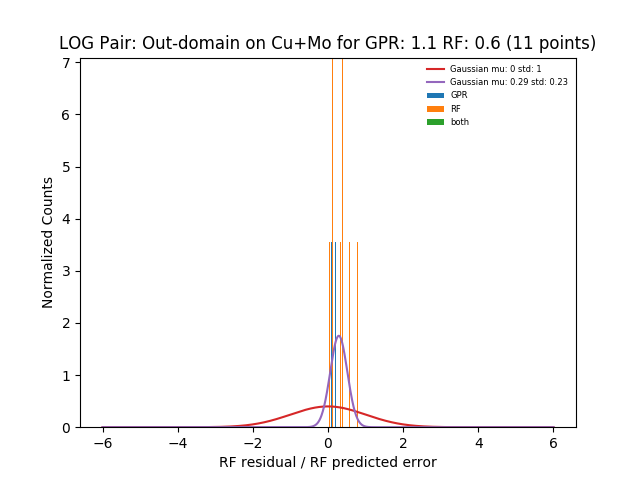 LOG Pair: Out-domain on Cu+Mo for GPR: 1.1 RF: 0.6 (11 points)
Gaussian mu: 0 std: 1
Gaussian mu: 0.29 std: 0.23
GPR
RF
both
Normalized Counts
7
6
5
4
3
2
1
0
−6 −4 −2 0 2 4 6
RF residual / RF predicted error